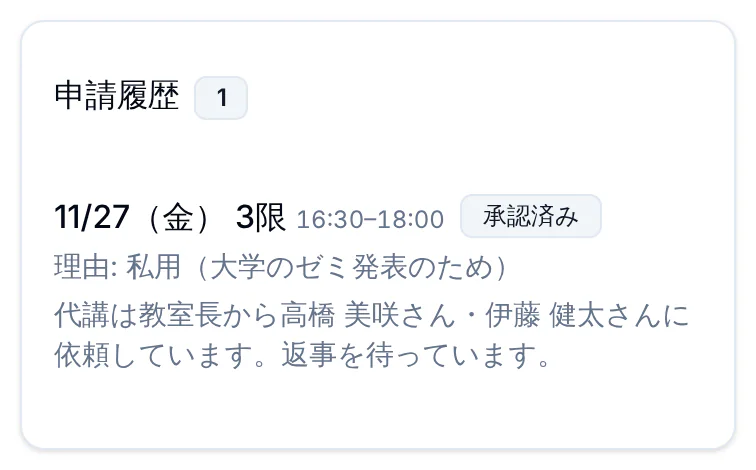 申請履歴 1
11/27（金） 3限 16:30–18:00 承認済み
理由: 私用（大学のゼミ発表のため）
代講は教室長から高橋 美咲さん・伊藤 健太さんに
依頼しています。返事を待っています。